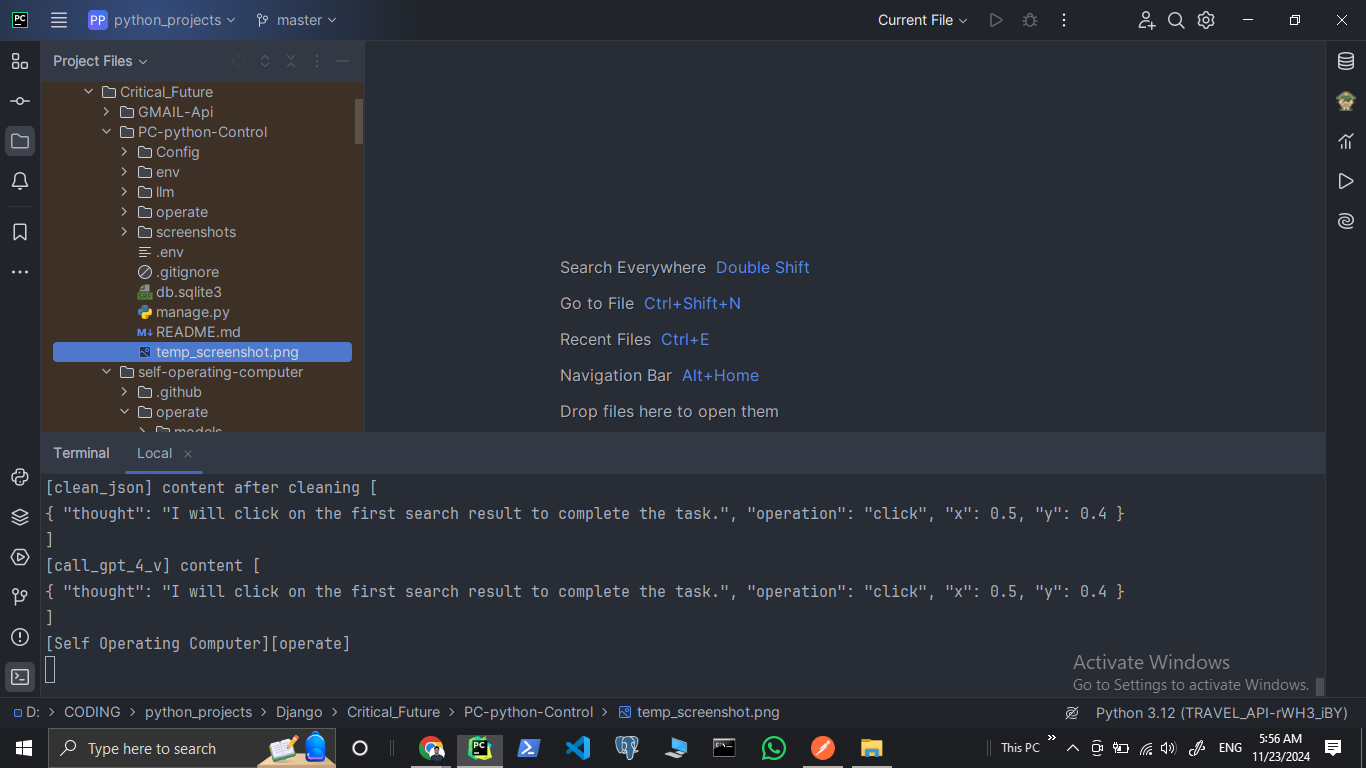 PC
PP python_projects
master
Current File
Project Files
Critical_Future
GMAIL-Api
PC-python-Control
Config
env
llm
operate
screenshots
.env
.gitignore
db.sqlite3
manage.py
M↓ README.md
temp_screenshot.png
self-operating-computer
.github
operate
models
Search Everywhere Double Shift
Go to File Ctrl+Shift+N
Recent Files Ctrl+E
Navigation Bar Alt+Home
Drop files here to open them
Terminal Local
[clean_json] content after cleaning [
{ "thought": "I will click on the first search result to complete the task.", "operation": "click", "x": 0.5, "y": 0.4 }
]
[call_gpt_4_v] content [
{ "thought": "I will click on the first search result to complete the task.", "operation": "click", "x": 0.5, "y": 0.4 }
]
[Self Operating Computer][operate]
Activate Windows
Go to Settings to activate Windows.
D: > CODING > python_projects > Django > Critical_Future > PC-python-Control > temp_screenshot.png
Python 3.12 (TRAVEL_API-rWH3_iBY)
Type here to search
PC
This PC
ENG
5:56 AM
11/23/2024